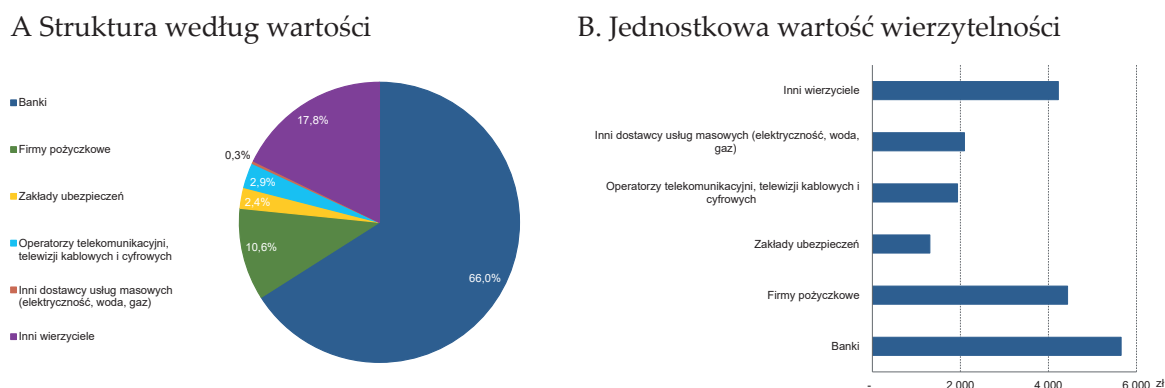 A Struktura według wartości
Banki
Firmy pożyczkowe
Zakłady ubezpieczeń
Operatorzy telekomunikacyjni,
telewizji kablowych i cyfrowych
Inni dostawcy usług masowych
(elektryczność, woda, gaz)
Inni wierzyciele
17,8%
0,3%
2,9%
2,4%
10,6%
66,0%
B. Jednostkowa wartość wierzytelności
Inni wierzyciele
Inni dostawcy usług masowych (elektryczność, woda,
gaz)
Operatorzy telekomunikacyjni, telewizji kablowych i
cyfrowych
Zakłady ubezpieczeń
Firmy pożyczkowe
Banki
- 2 000 4 000 6 000 zł